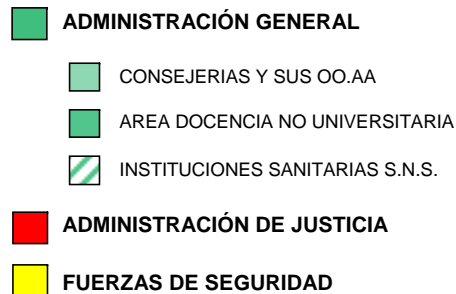 ADMINISTRACIÓN GENERAL
CONSEJERIAS Y SUS OO.AA
AREA DOCENCIA NO UNIVERSITARIA
INSTITUCIONES SANITARIAS S.N.S.
ADMINISTRACIÓN DE JUSTICIA
FUERZAS DE SEGURIDAD